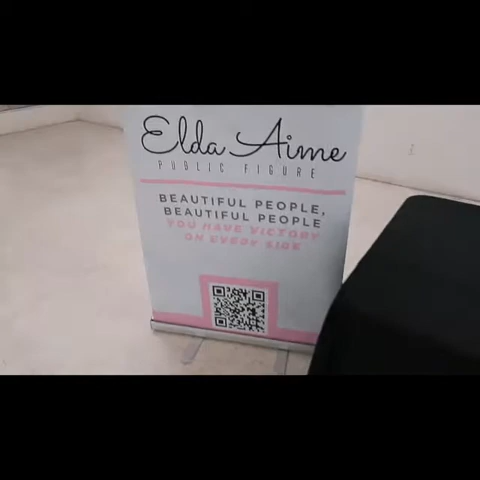 Elda Aime
PUBLIC FIGURE
BEAUTIFUL PEOPLE,
BEAUTIFUL PEOPLE
YOU HAVE VICTORY
ON EVERY SIDE